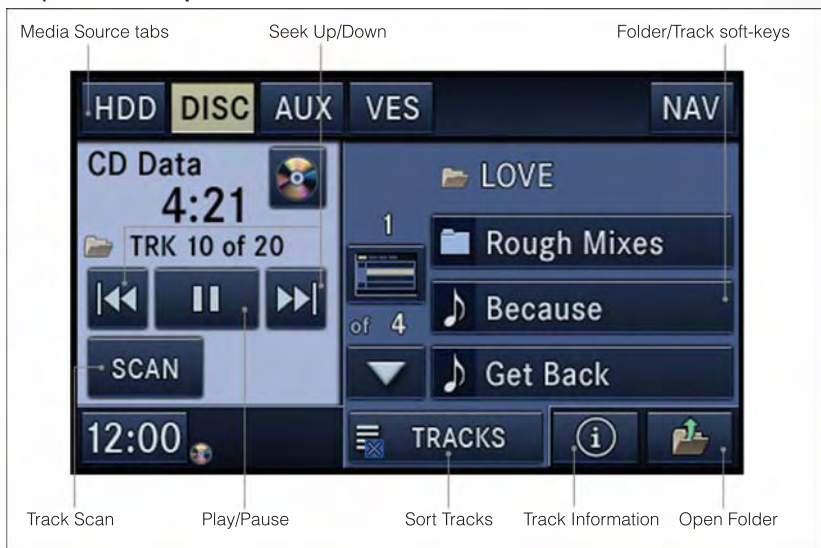 Media Source tabs Seek Up/Down Folder/Track soft-keys
HDD DISC AUX VES NAV
CD Data
4:21
TRK 10 of 20
SCAN
12:00
LOVE
1
of 4
Rough Mixes
Because
Get Back
TRACKS
i
Track Scan Play/Pause Sort Tracks Track Information Open Folder